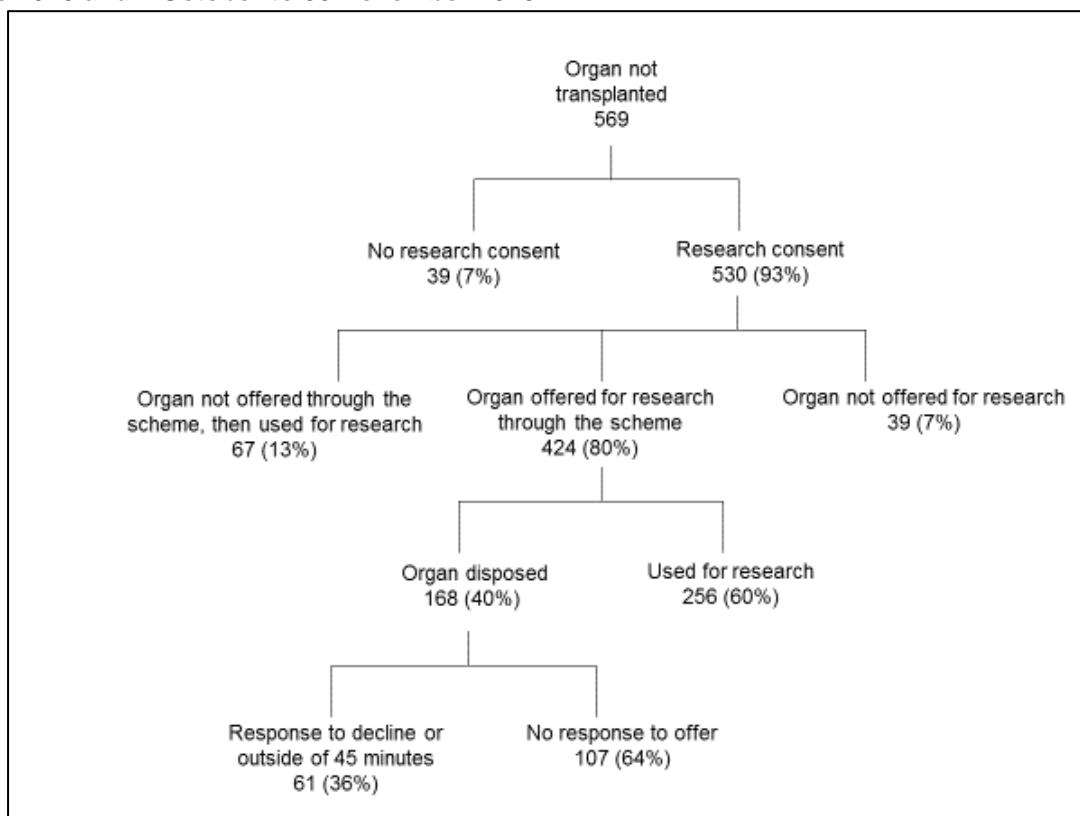 Organ not
transplanted
569
No research consent
39 (7%)
Research consent
530 (93%)
Organ not offered through the
scheme, then used for research
67 (13%)
Organ offered for research
through the scheme
424 (80%)
Organ not offered for research
39 (7%)
Organ disposed
168 (40%)
Used for research
256 (60%)
Response to decline or
outside of 45 minutes
61 (36%)
No response to offer
107 (64%)